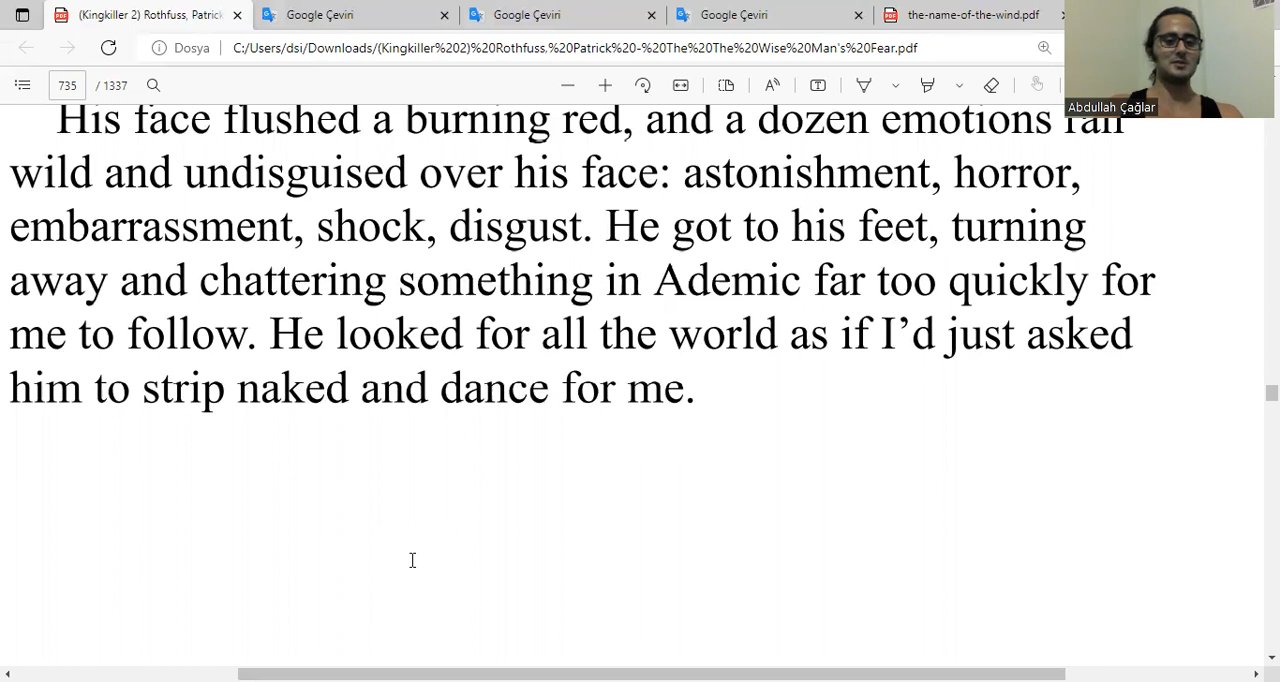 (Kingkiller 2) Rothfuss, Patrick
Google Çeviri
Google Çeviri
Google Çeviri
the-name-of-the-wind.pdf
Dosya
C:/Users/dsi/Downloads/(Kingkiller%202)%20Rothfuss,%20Patrick%20-%20The%20The%20Wise%20Man's%20Fear.pdf
735 / 1337
Abdullah Çağlar
His face flushed a burning red, and a dozen emotions ran
wild and undisguised over his face: astonishment, horror,
embarrassment, shock, disgust. He got to his feet, turning
away and chattering something in Ademic far too quickly for
me to follow. He looked for all the world as if I’d just asked
him to strip naked and dance for me.